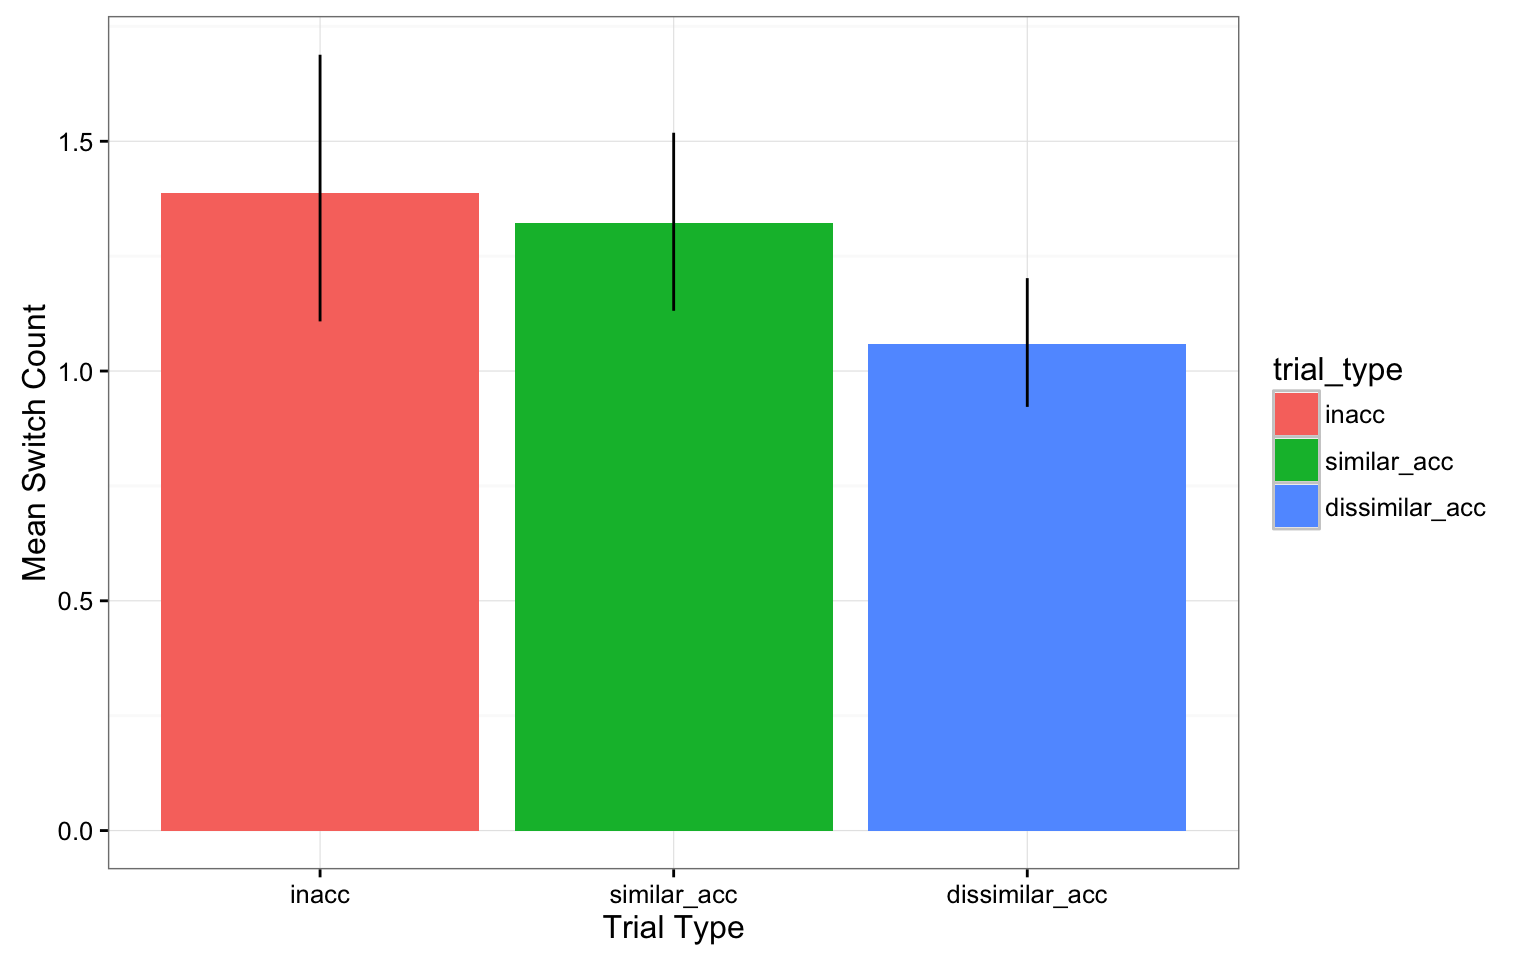 Mean Switch Count
1.5
1.0
0.5
0.0
inacc
similar_acc
dissimilar_acc
Trial Type
trial_type
inacc
similar_acc
dissimilar_acc